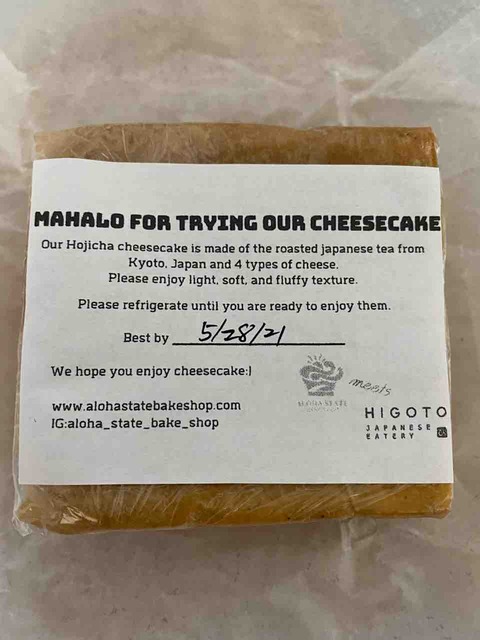 MAHALO FOR TRYING OUR CHEESECAKE
Our Hojicha cheesecake is made of the roasted japanese tea from
Kyoto, Japan and 4 types of cheese.
Please enjoy light, soft, and fluffy texture.
Please refrigerate until you are ready to enjoy them.
Best by 5/28/21
We hope you enjoy cheesecake:)
www.alohastatebakeshop.com
IG:aloha_state_bake_shop
ALOHA STATE
meets
HIGOTO
JAPANESE
EATERY